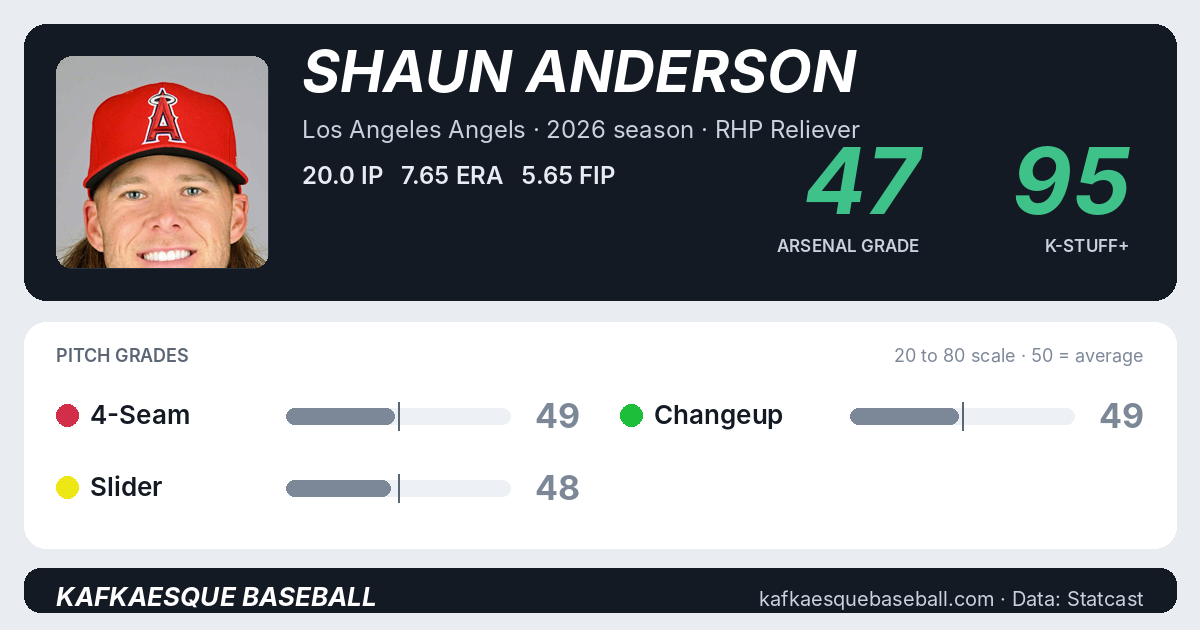 SHAUN ANDERSON
Los Angeles Angels · 2026 season · RHP Reliever
20.0 IP 7.65 ERA 5.65 FIP
47 95
ARSENAL GRADE K-STUFF+
A
PITCH GRADES 20 to 80 scale · 50 = average
4-Seam 49 Changeup 49
Slider 48
KAFKAESQUE BASEBALL kafkaesquebaseball.com · Data: Statcast